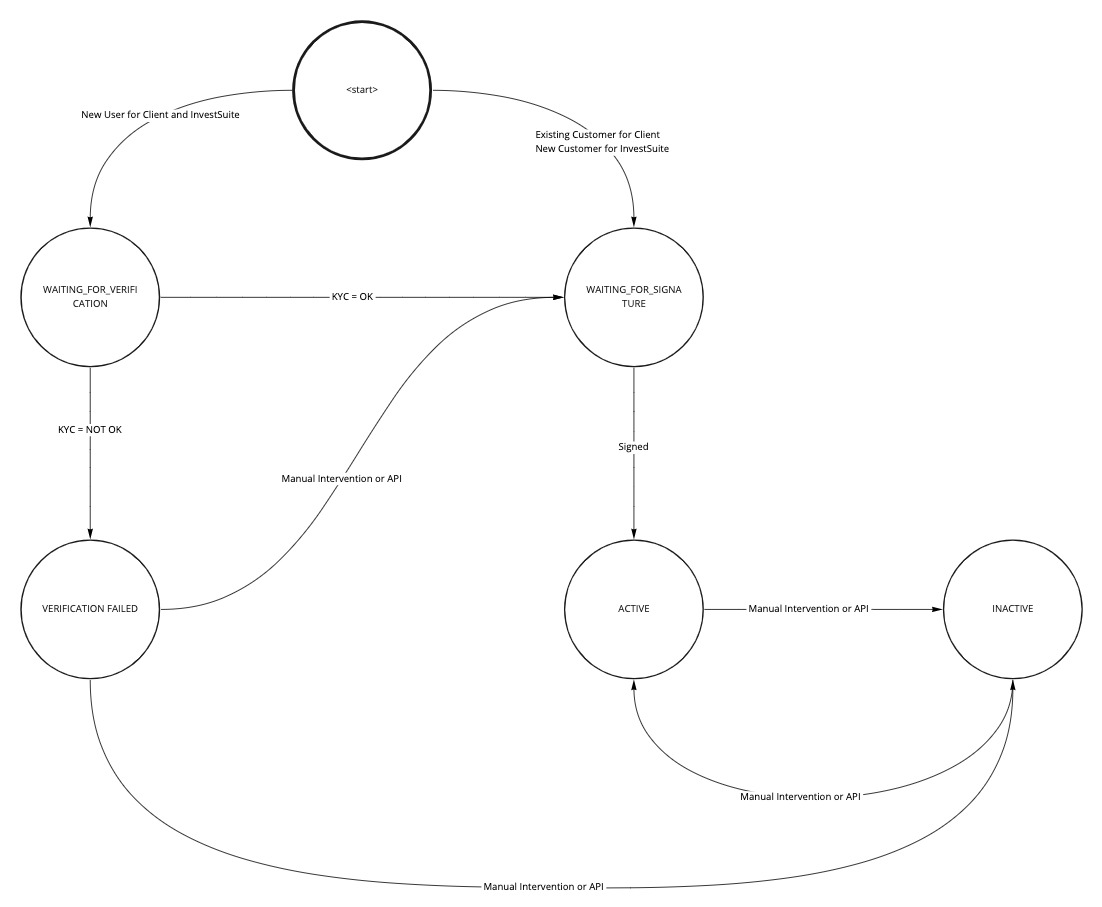 <start>
New User for Client and InvestSuite
Existing Customer for Client
New Customer for InvestSuite
WAITING_FOR_VERIFI
CATION
KYC = OK
WAITING_FOR_SIGNA
TURE
KYC = NOT OK
Signed
Manual Intervention or API
VERIFICATION FAILED
ACTIVE
Manual Intervention or API
INACTIVE
Manual Intervention or API
Manual Intervention or API